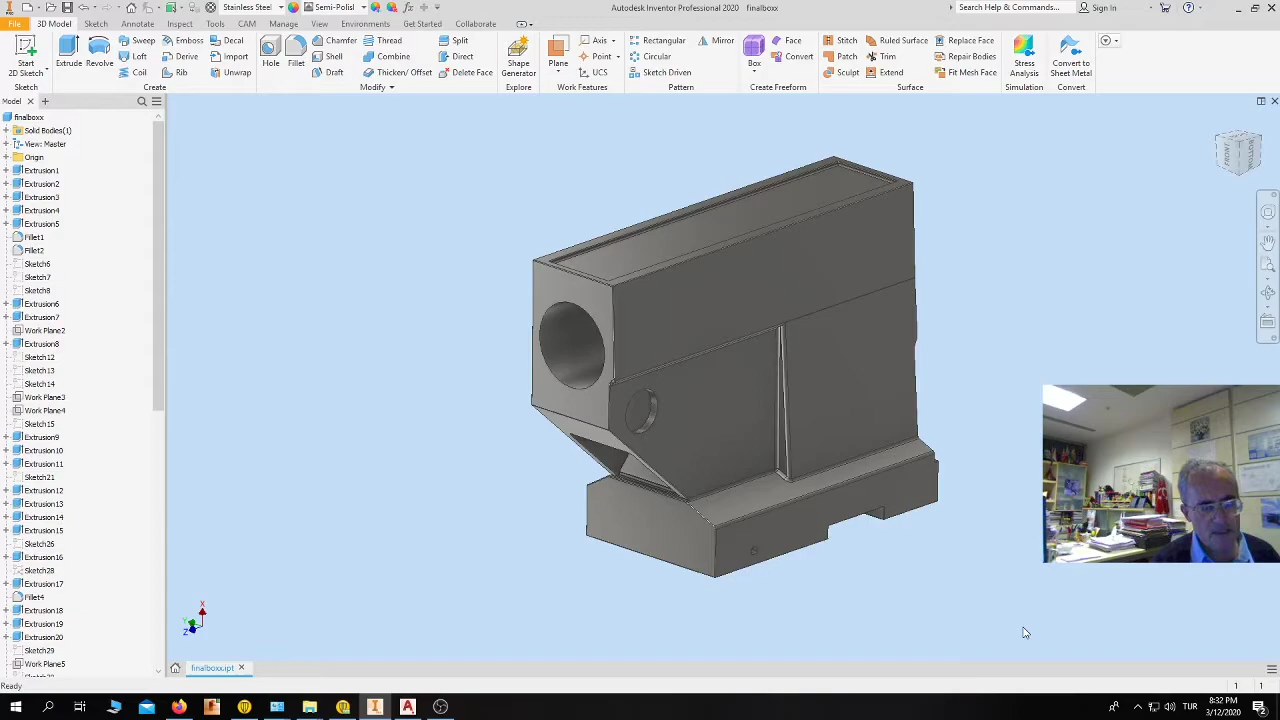 Stainless Steel Semi-Polis Autodesk Inventor Professional 2020 finalboxx Search Help & Commands... Sign In
File 3D Model Sketch Annotate Inspect Tools CAM Manage View Environments Get Started Collaborate
Start 2D Sketch Extrude Revolve Sweep Emboss Decal Hole Fillet Chamfer Thread Split Shape Generator Plane Axis Rectangular Mirror Box Face Stitch Ruled Surface Replace Face Stress Analysis Convert to Sheet Metal
Loft Derive Import Shell Combine Direct Point Circular Convert Patch Trim Repair Bodies
Coil Rib Unwrap Draft Thicken/ Offset Delete Face UCS Sketch Driven Sculpt Extend Fit Mesh Face
Sketch Create Modify Explore Work Features Pattern Create Freeform Surface Simulation Convert
Model
finalboxx
Solid Bodies(1)
View: Master
Origin
Extrusion1
Extrusion2
Extrusion3
Extrusion4
Extrusion5
Fillet1
Fillet2
Sketch6
Sketch7
Sketch8
Extrusion6
Extrusion7
Work Plane2
Extrusion8
Sketch12
Sketch13
Sketch14
Work Plane3
Work Plane4
Sketch15
Extrusion9
Extrusion10
Extrusion11
Sketch21
Extrusion12
Extrusion13
Extrusion14
Extrusion15
Sketch26
Extrusion16
Sketch28
Extrusion17
Fillet4
Extrusion18
Extrusion19
Extrusion20
Sketch29
Work Plane5
FRONT
X
Y
Z
finalboxx.ipt
Ready 1 1
TUR 8:32 PM
3/12/2020 2